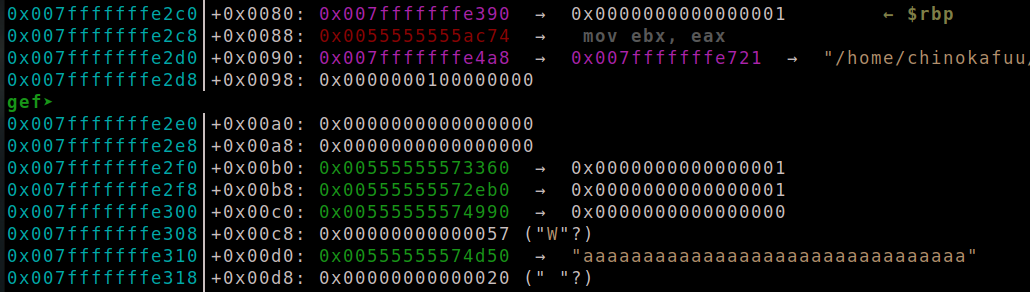 0x007fffffffe2c0│+0x0080: 0x007fffffffe390 → 0x0000000000000001 ← $rbp
0x007fffffffe2c8│+0x0088: 0x0055555555ac74 → mov ebx, eax
0x007fffffffe2d0│+0x0090: 0x007fffffffe4a8 → 0x007fffffffe721 → "/home/chinokafuu/
0x007fffffffe2d8│+0x0098: 0x0000000100000000
gef➤
0x007fffffffe2e0│+0x00a0: 0x0000000000000000
0x007fffffffe2e8│+0x00a8: 0x0000000000000000
0x007fffffffe2f0│+0x00b0: 0x00555555573360 → 0x0000000000000001
0x007fffffffe2f8│+0x00b8: 0x00555555572eb0 → 0x0000000000000001
0x007fffffffe300│+0x00c0: 0x00555555574990 → 0x0000000000000000
0x007fffffffe308│+0x00c8: 0x00000000000057 ("W"?)
0x007fffffffe310│+0x00d0: 0x00555555574d50 → "aaaaaaaaaaaaaaaaaaaaaaaaaaaaaaaa"
0x007fffffffe318│+0x00d8: 0x00000000000020 (" "?)